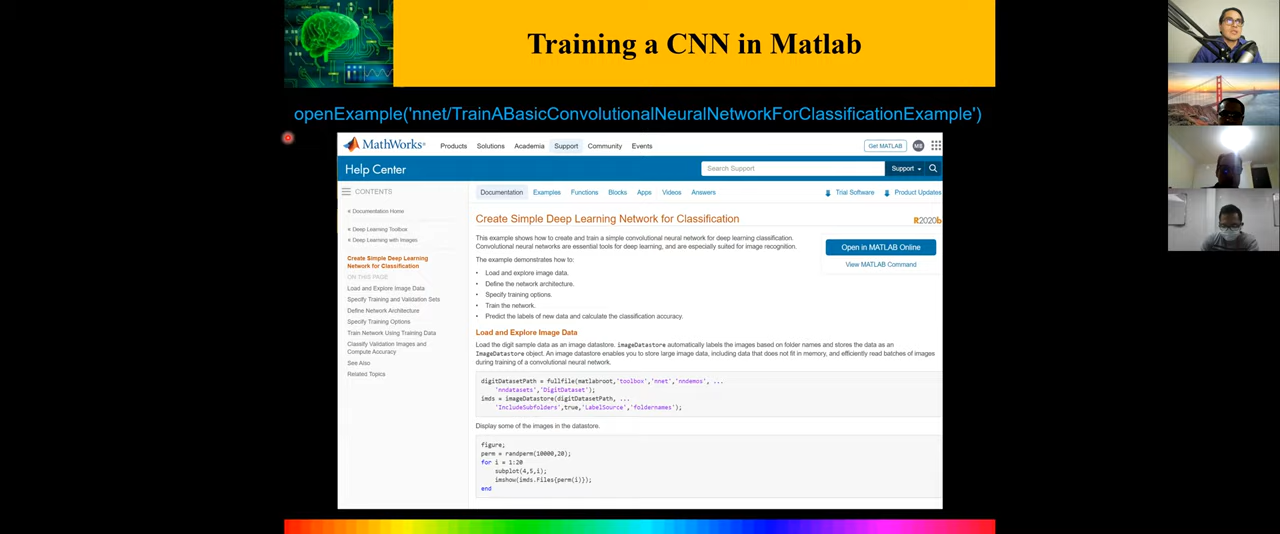 Training a CNN in Matlab
openExample('nnet/TrainABasicConvolutionalNeuralNetworkForClassificationExample')
MathWorks®
Products Solutions Academia Support Community Events
Get MATLAB MB
Help Center
Search Support
Support
CONTENTS
Documentation Examples Functions Blocks Apps Videos Answers
Trial Software Product Updates
« Documentation Home
« Deep Learning Toolbox
« Deep Learning with Images
Create Simple Deep Learning
Network for Classification
ON THIS PAGE
Load and Explore Image Data
Specify Training and Validation Sets
Define Network Architecture
Specify Training Options
Train Network Using Training Data
Classify Validation Images and
Compute Accuracy
See Also
Related Topics
Create Simple Deep Learning Network for Classification
R2020b
This example shows how to create and train a simple convolutional neural network for deep learning classification.
Convolutional neural networks are essential tools for deep learning, and are especially suited for image recognition.
Open in MATLAB Online
View MATLAB Command
The example demonstrates how to:
• Load and explore image data.
• Define the network architecture.
• Specify training options.
• Train the network.
• Predict the labels of new data and calculate the classification accuracy.
Load and Explore Image Data
Load the digit sample data as an image datastore. imageDatastore automatically labels the images based on folder names and stores the data as an
ImageDatastore object. An image datastore enables you to store large image data, including data that does not fit in memory, and efficiently read batches of images
during training of a convolutional neural network.
digitDatasetPath = fullfile(matlabroot,'toolbox','nnet','nndemos', ...
'nndatasets','DigitDataset');
imds = imageDatastore(digitDatasetPath, ...
'IncludeSubfolders',true,'LabelSource','foldernames');
Display some of the images in the datastore.
figure;
perm = randperm(10000,20);
for i = 1:20
subplot(4,5,i);
imshow(imds.Files{perm(i)});
end